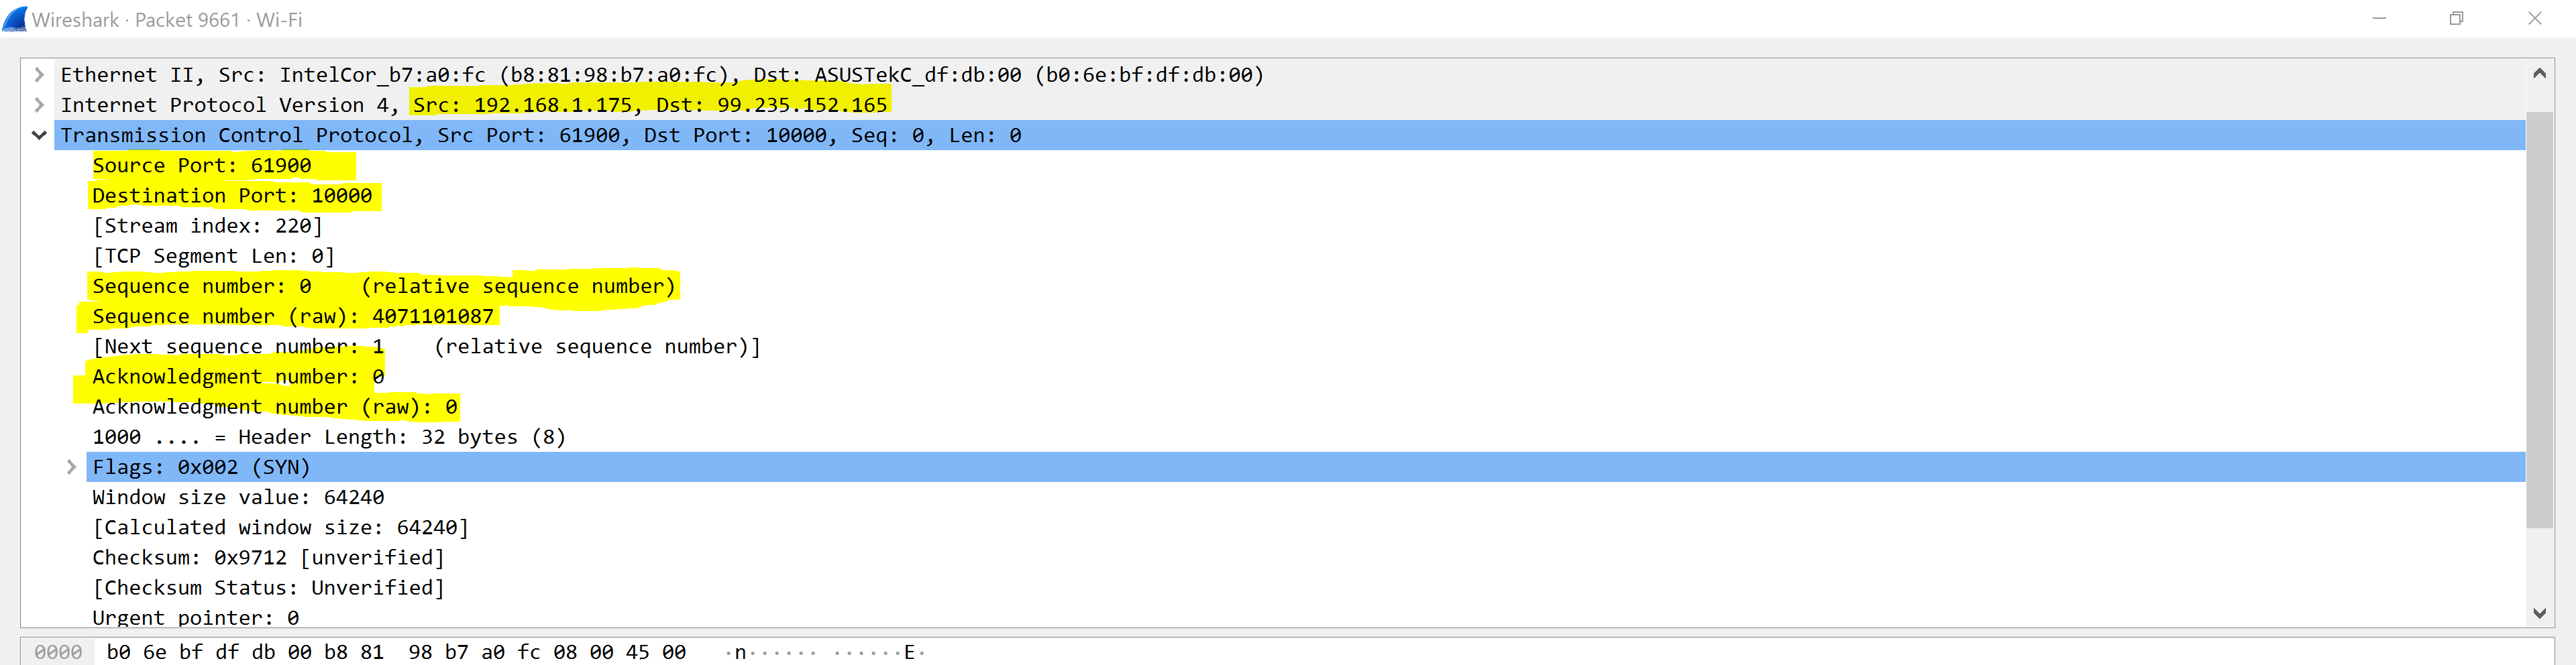 Wireshark · Packet 9661 · Wi-Fi
Ethernet II, Src: IntelCor_b7:a0:fc (b8:81:98:b7:a0:fc), Dst: ASUSTekC_df:db:00 (b0:6e:bf:df:db:00)
Internet Protocol Version 4, Src: 192.168.1.175, Dst: 99.235.152.165
Transmission Control Protocol, Src Port: 61900, Dst Port: 10000, Seq: 0, Len: 0
Source Port: 61900
Destination Port: 10000
[Stream index: 220]
[TCP Segment Len: 0]
Sequence number: 0    (relative sequence number)
Sequence number (raw): 4071101087
[Next sequence number: 1    (relative sequence number)]
Acknowledgment number: 0
Acknowledgment number (raw): 0
1000 .... = Header Length: 32 bytes (8)
Flags: 0x002 (SYN)
Window size value: 64240
[Calculated window size: 64240]
Checksum: 0x9712 [unverified]
[Checksum Status: Unverified]
Urgent pointer: 0
0000  b0 6e bf df db 00 b8 81  98 b7 a0 fc 08 00 45 00   ·n······ ······E·